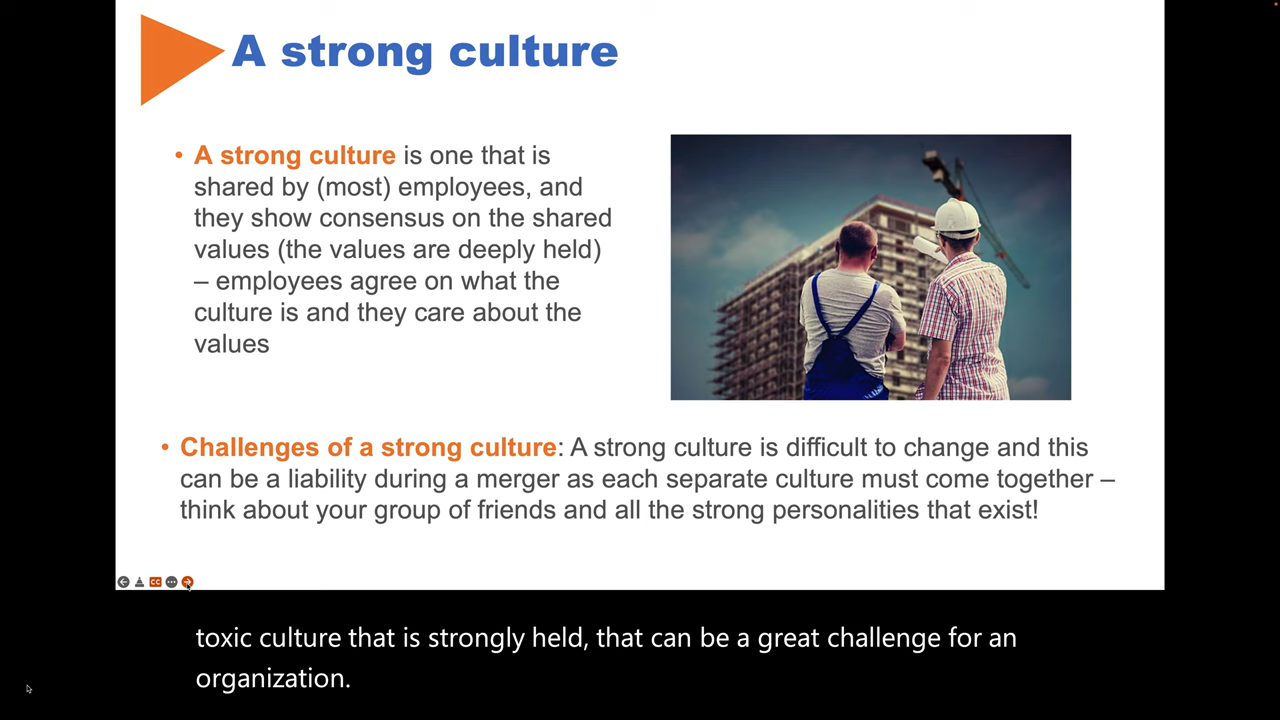 A strong culture
• A strong culture is one that is
shared by (most) employees, and
they show consensus on the shared
values (the values are deeply held)
– employees agree on what the
culture is and they care about the
values
• Challenges of a strong culture: A strong culture is difficult to change and this
can be a liability during a merger as each separate culture must come together –
think about your group of friends and all the strong personalities that exist!
CC
toxic culture that is strongly held, that can be a great challenge for an
organization.